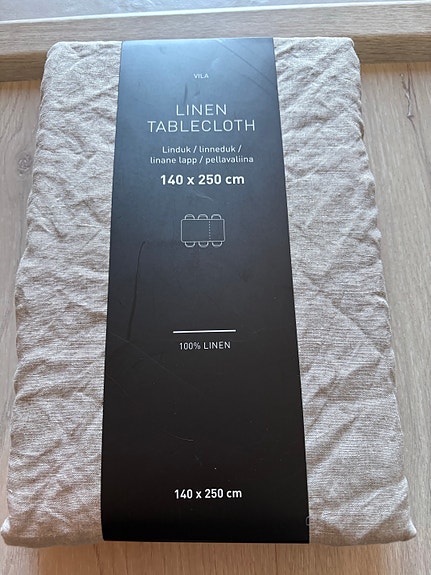 VILA
LINEN
TABLECLOTH
Linduk / linneduk /
linane lapp / pellavaliina
140 x 250 cm
100% LINEN
140 x 250 cm